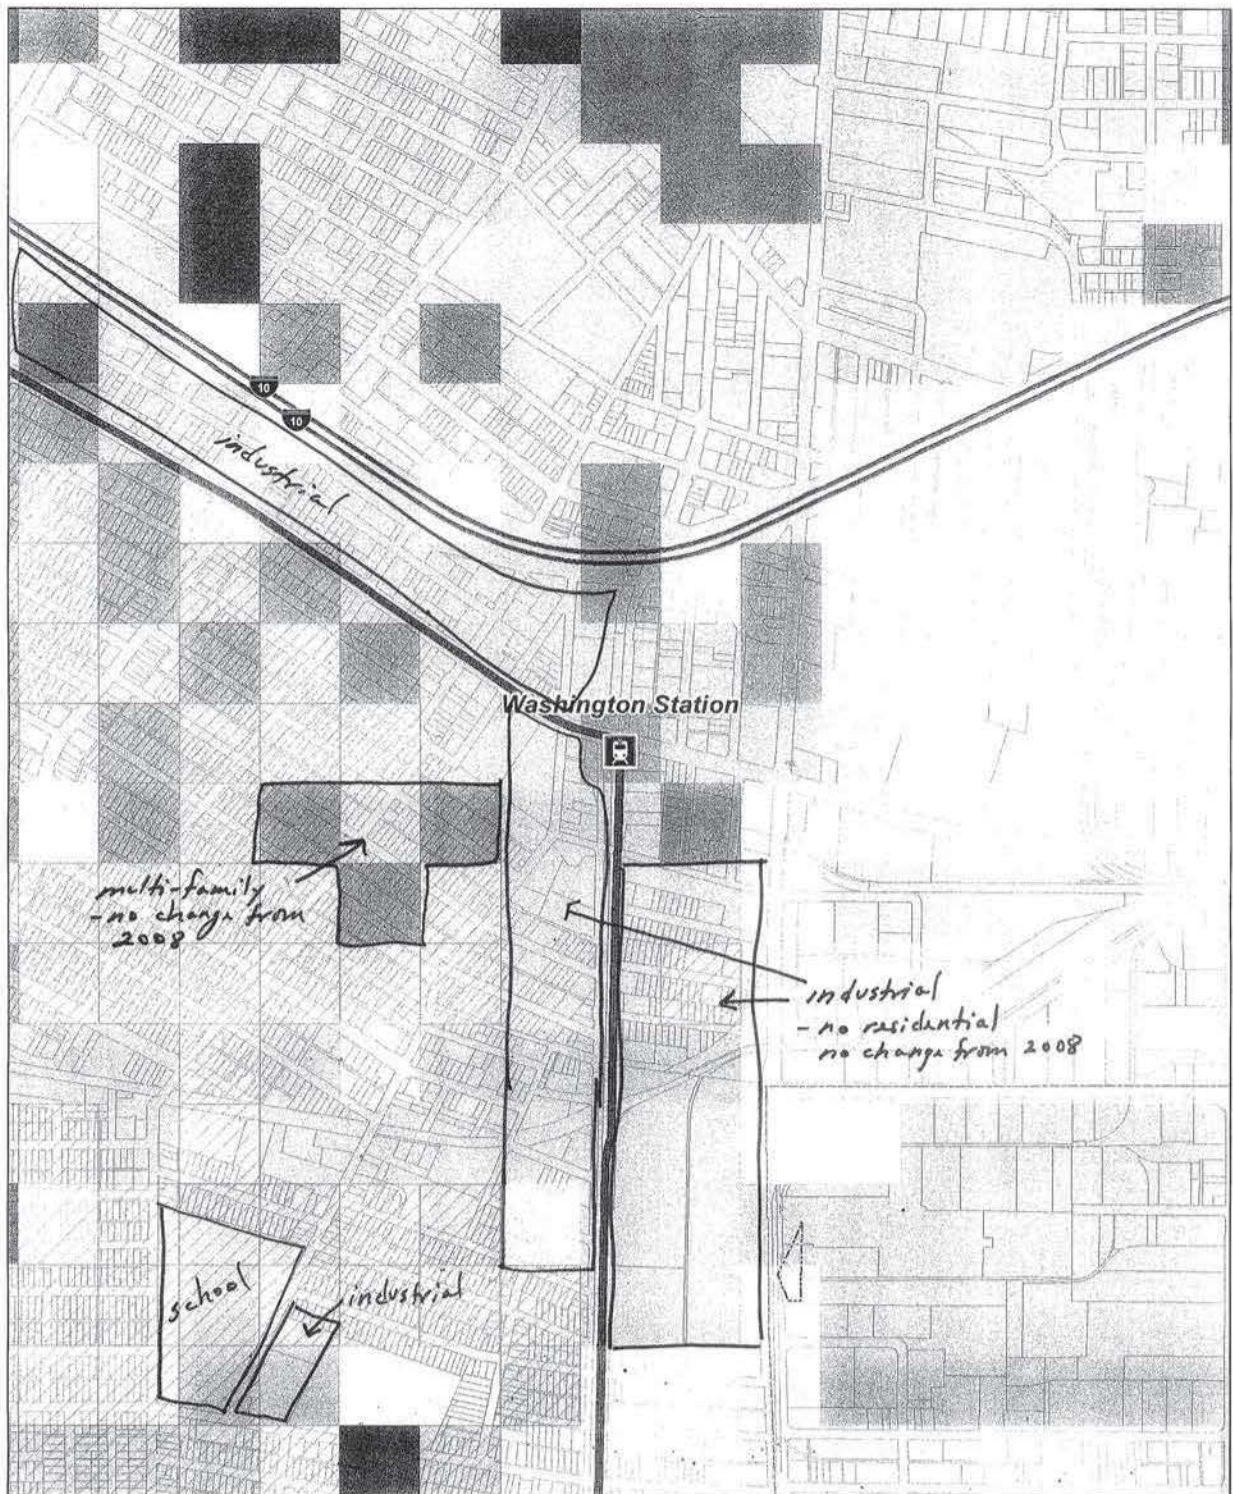 10
10
industrial
Washington Station
multi-family
- no change from
2008
industrial
- no residential
no change from 2008
school
industrial